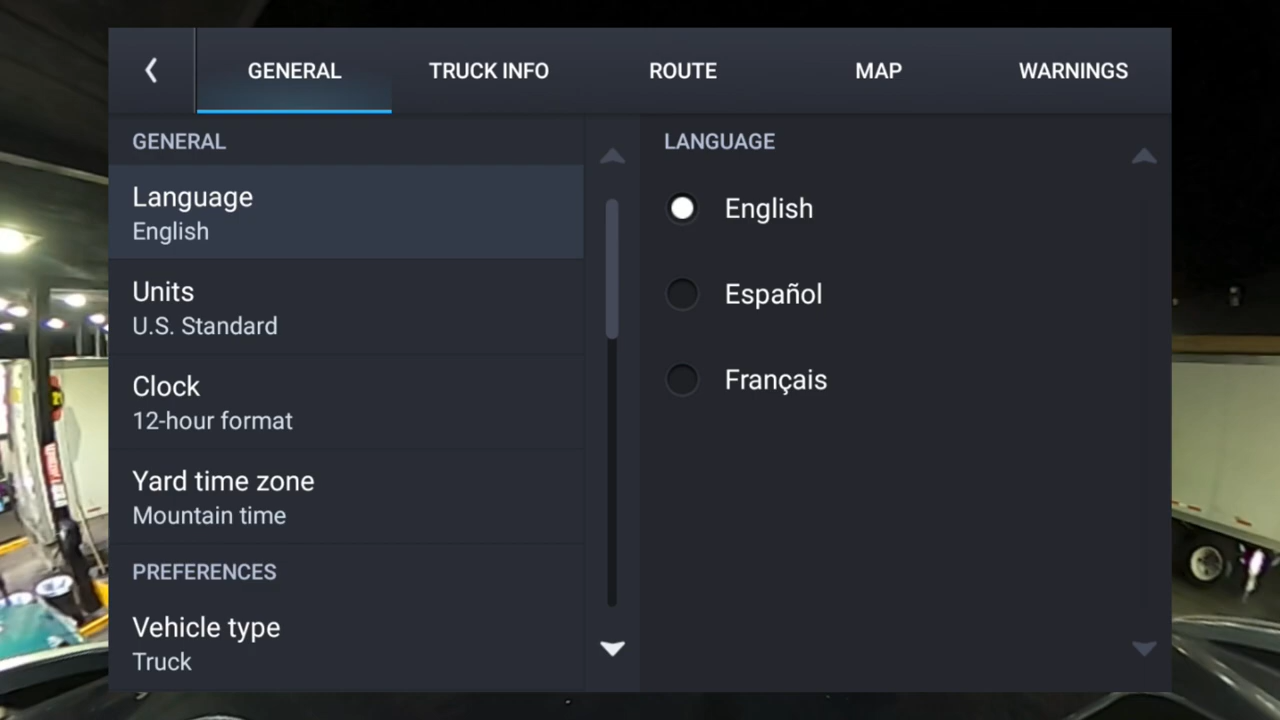 GENERAL
TRUCK INFO
ROUTE
MAP
WARNINGS
GENERAL
Language
English
Units
U.S. Standard
Clock
12-hour format
Yard time zone
Mountain time
PREFERENCES
Vehicle type
Truck
LANGUAGE
English
Español
Français